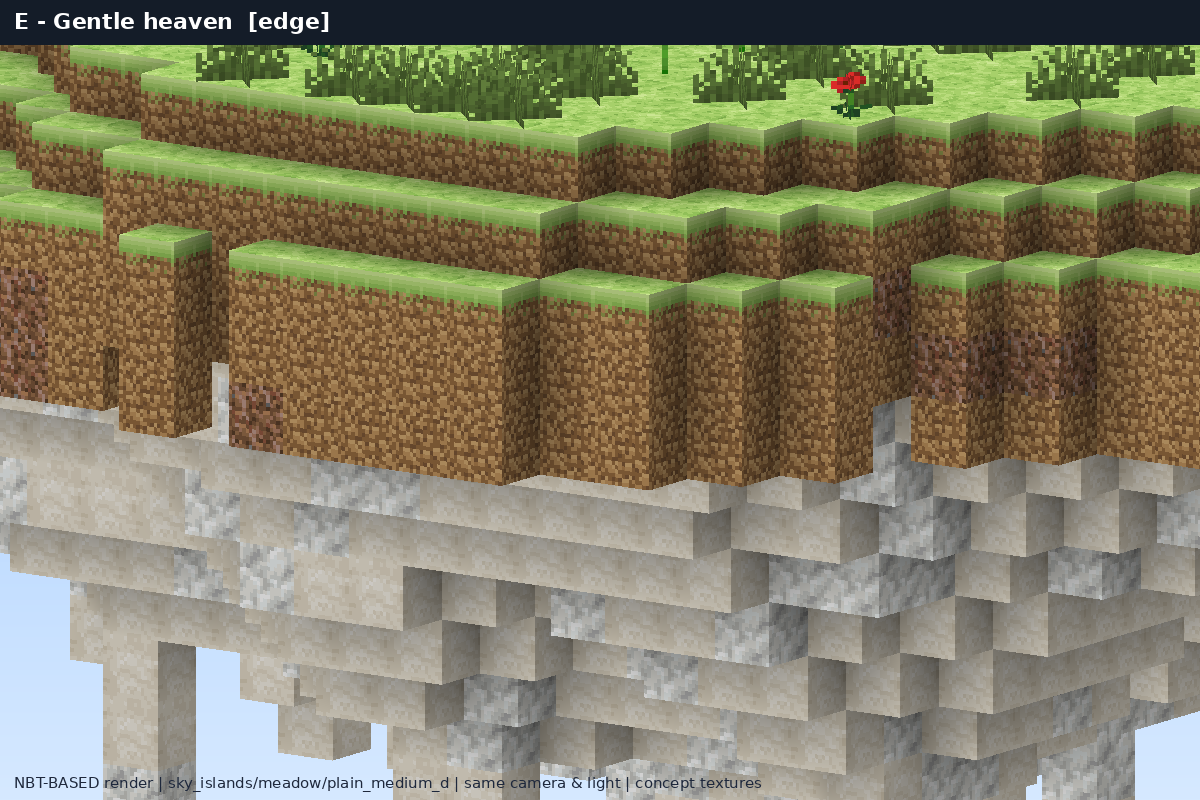 E - Gentle heaven [edge]
NBT-BASED render | sky_islands/meadow/plain_medium_d | same camera & light | concept textures